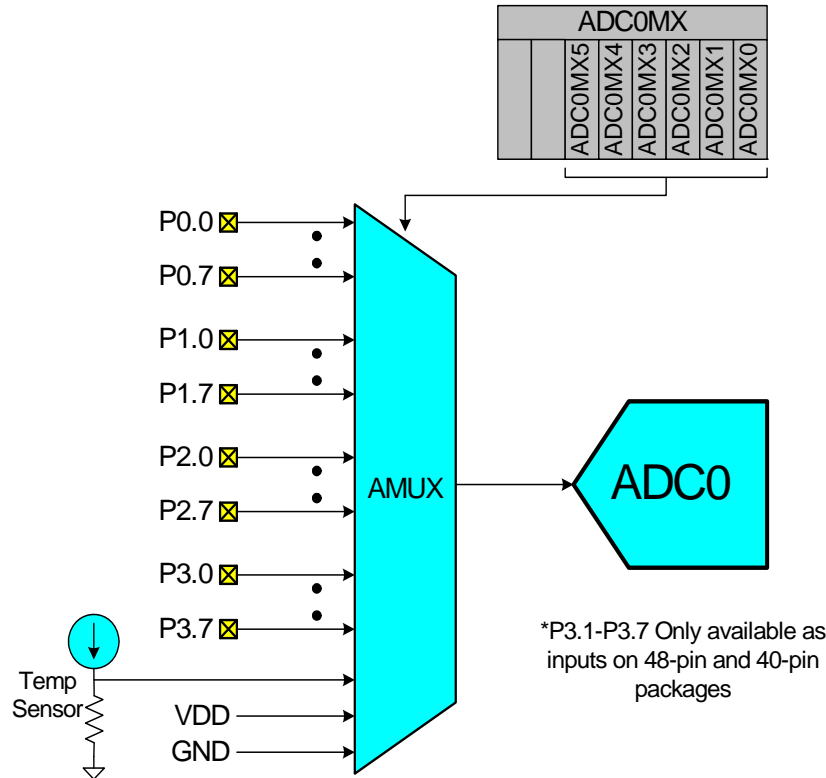 ADC0MX
ADC0MX5
ADC0MX4
ADC0MX3
ADC0MX2
ADC0MX1
ADC0MX0
P0.0
P0.7
P1.0
P1.7
P2.0
P2.7
P3.0
P3.7
AMUX
ADC0
*P3.1-P3.7 Only available as
inputs on 48-pin and 40-pin
packages
Temp
Sensor
VDD
GND